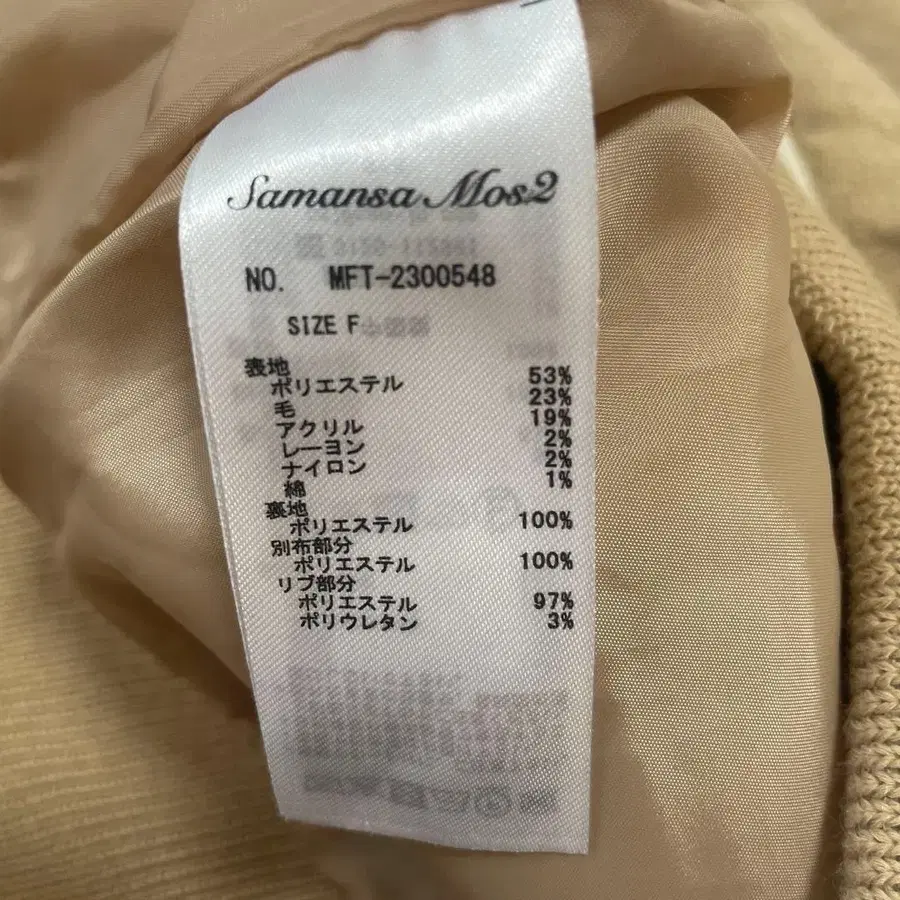 Samansa Mos2
NO. MFT-2300548
SIZE F
表地
ポリエステル 53%
毛 23%
アクリル 19%
レーヨン 2%
ナイロン 2%
綿 1%
裏地
ポリエステル 100%
別布部分
ポリエステル 100%
リブ部分
ポリエステル 97%
ポリウレタン 3%